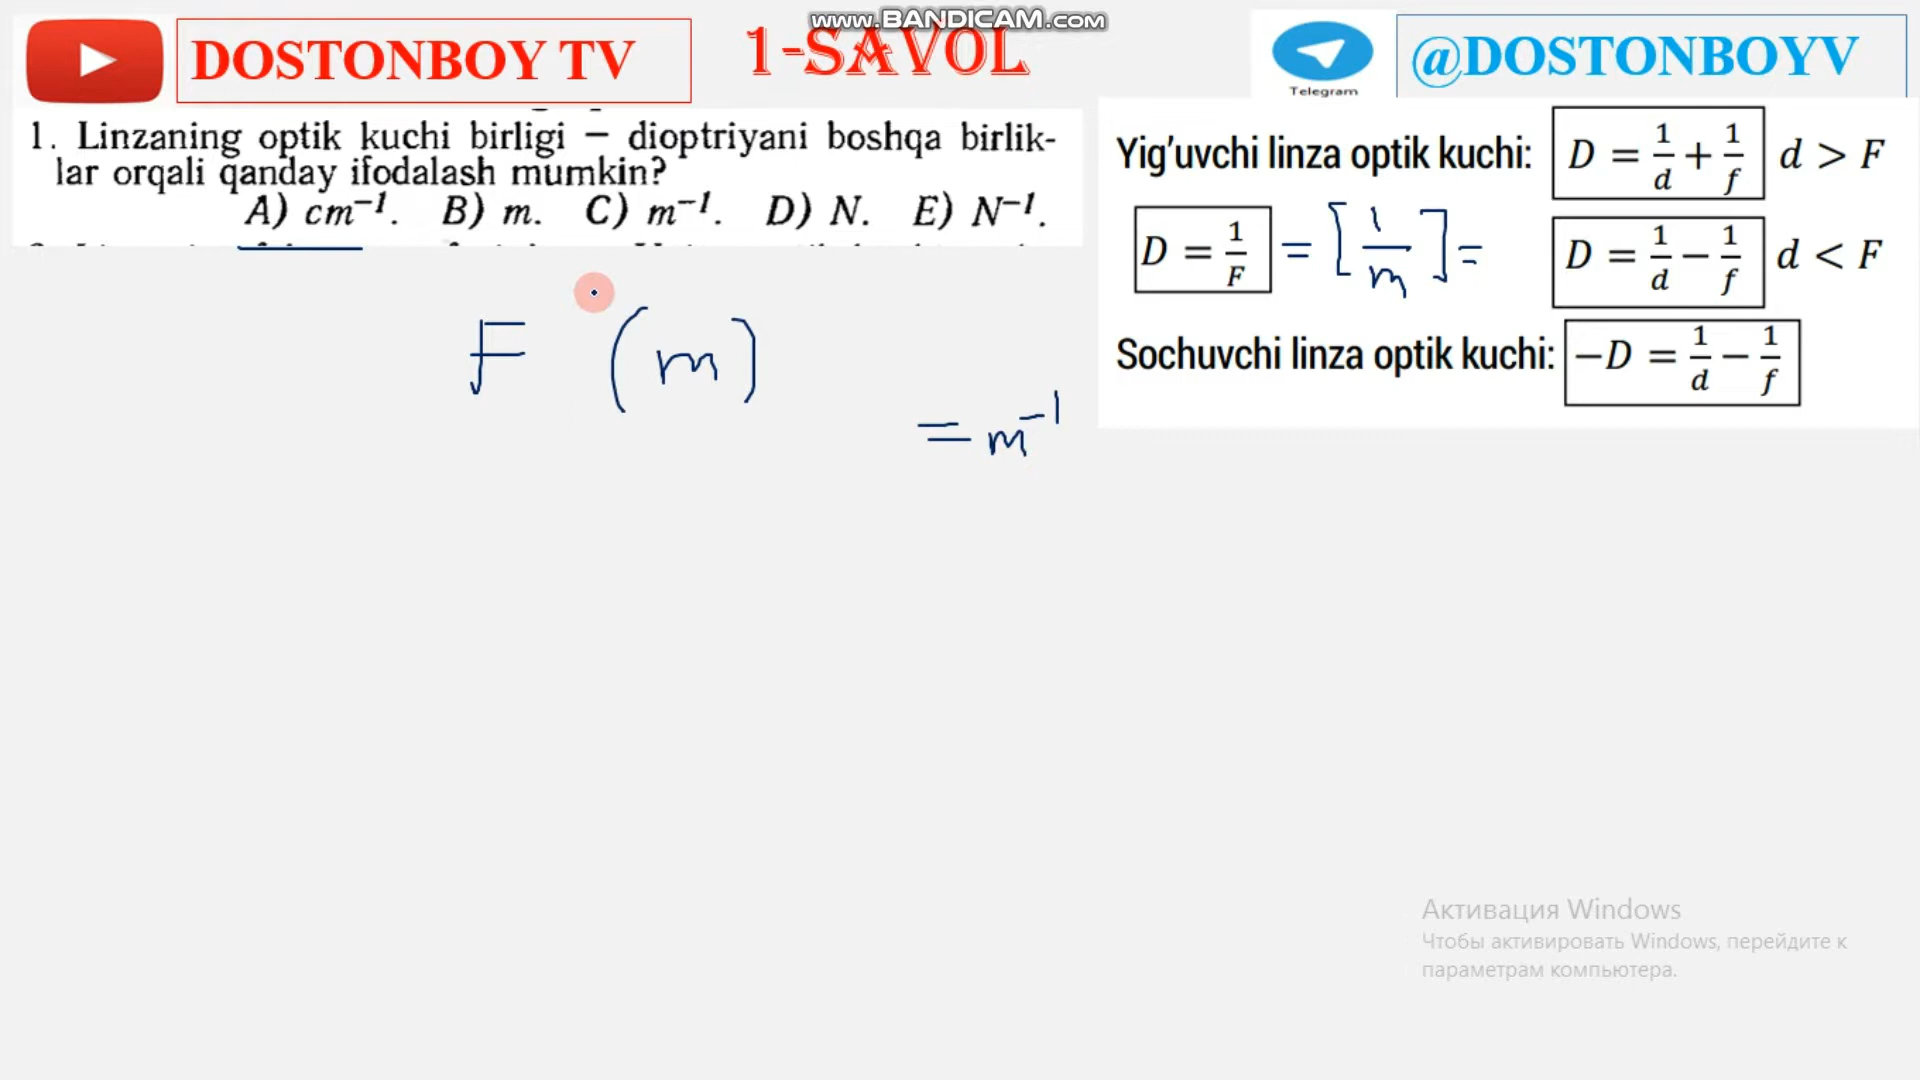 www.BANDICAM.com
DOSTONBOY TV
1-SAVOL
Telegram
@DOSTONBOYV
1. Linzaning optik kuchi birligi – dioptriyani boshqa birlik-
lar orqali qanday ifodalash mumkin?
A) cm⁻¹. B) m. C) m⁻¹. D) N. E) N⁻¹.
Yig'uvchi linza optik kuchi: D = 1/d + 1/f d > F
D = 1/F = [1/m] =
D = 1/d − 1/f d < F
Sochuvchi linza optik kuchi: −D = 1/d − 1/f
F (m)
= m⁻¹
Активация Windows
Чтобы активировать Windows, перейдите к
параметрам компьютера.